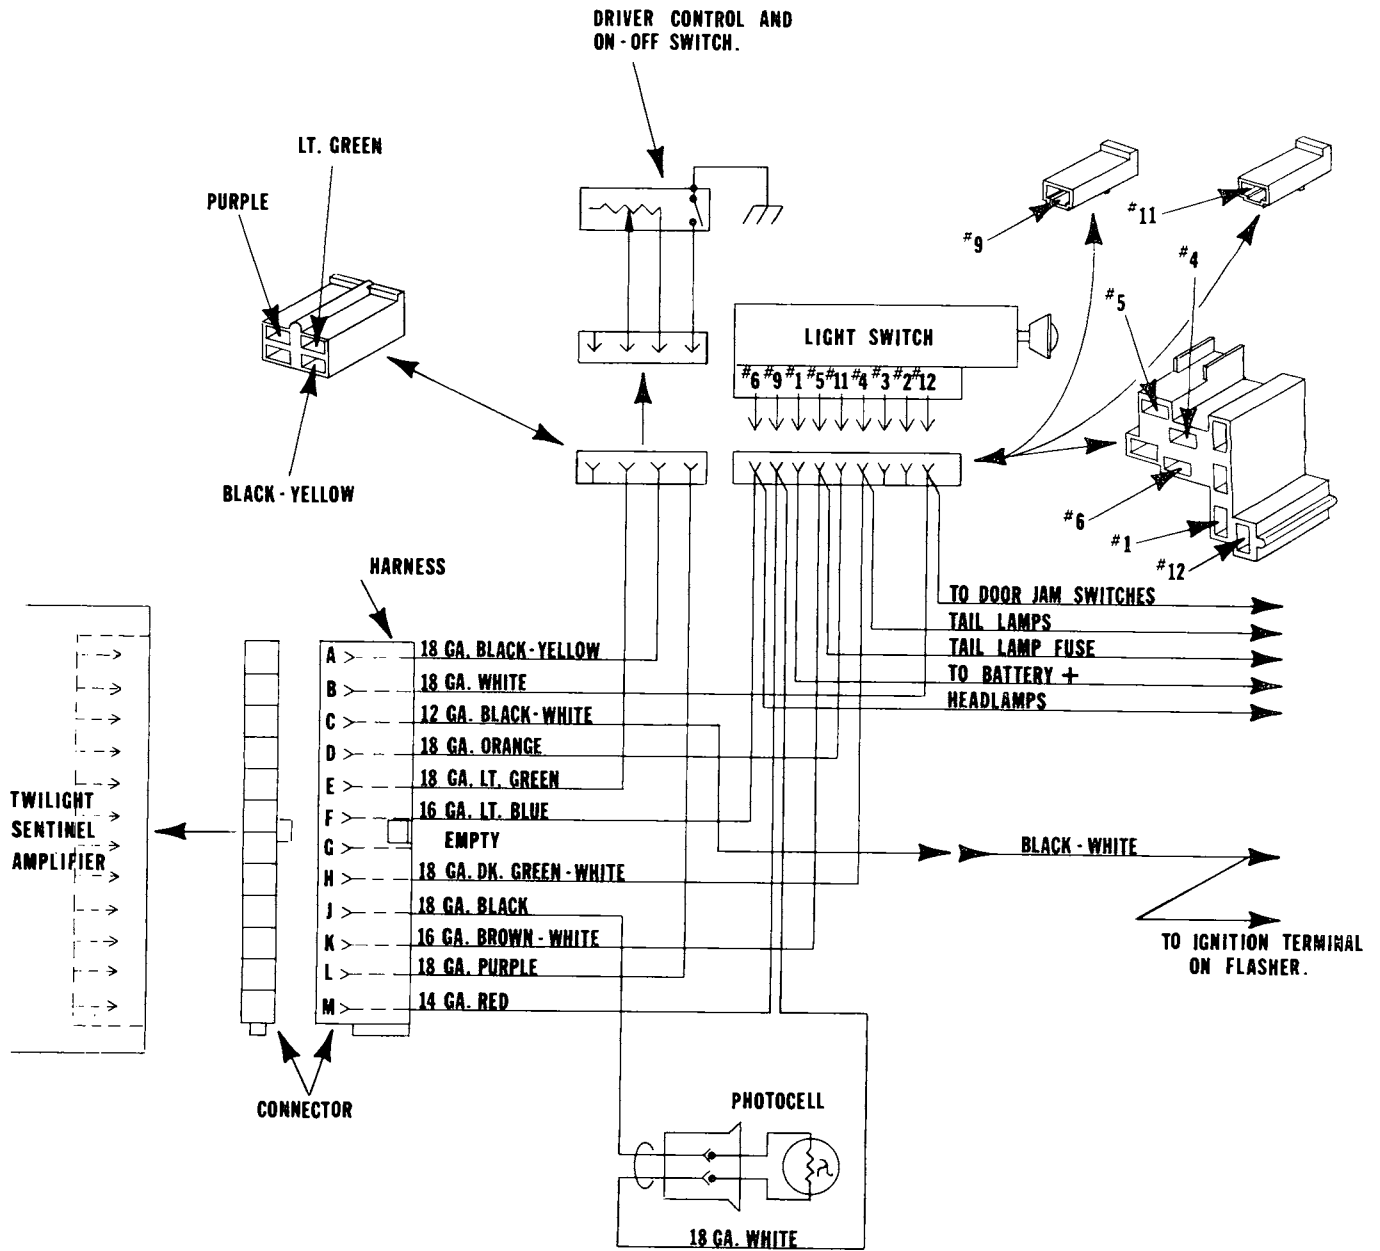 DRIVER CONTROL AND
ON-OFF SWITCH.
LT. GREEN
PURPLE
BLACK-YELLOW
#9
#11
#4
#5
#6
#1
#12
LIGHT SWITCH
#6 #9 #1 #5 #11 #4 #3 #2 #12
HARNESS
TO DOOR JAM SWITCHES
TAIL LAMPS
TAIL LAMP FUSE
TO BATTERY +
HEADLAMPS
A 18 GA. BLACK-YELLOW
B 18 GA. WHITE
C 12 GA. BLACK-WHITE
D 18 GA. ORANGE
E 18 GA. LT. GREEN
F 16 GA. LT. BLUE
G EMPTY
H 18 GA. DK. GREEN-WHITE
J 18 GA. BLACK
K 16 GA. BROWN-WHITE
L 18 GA. PURPLE
M 14 GA. RED
TWILIGHT
SENTINEL
AMPLIFIER
BLACK-WHITE
TO IGNITION TERMINAL
ON FLASHER.
CONNECTOR
PHOTOCELL
λ
18 GA. WHITE